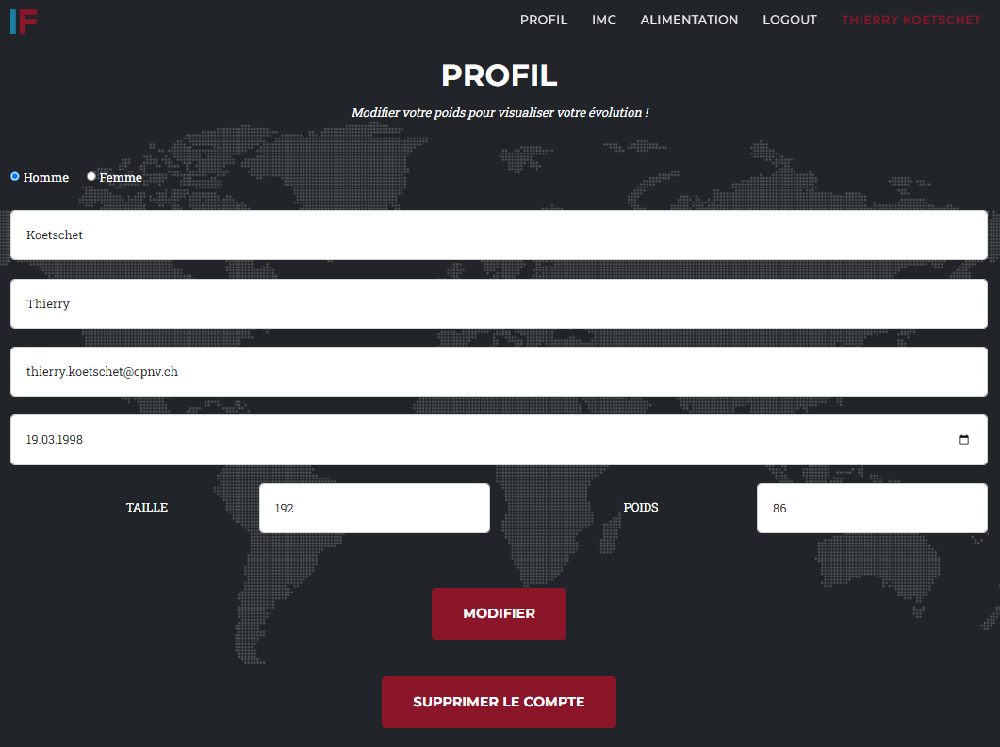 IF
PROFIL IMC ALIMENTATION LOGOUT THIERRY KOETSCHET
PROFIL
Modifier votre poids pour visualiser votre évolution !
Homme Femme
Koetschet
Thierry
thierry.koetschet@cpnv.ch
19.03.1998
TAILLE 192 POIDS 86
MODIFIER
SUPPRIMER LE COMPTE